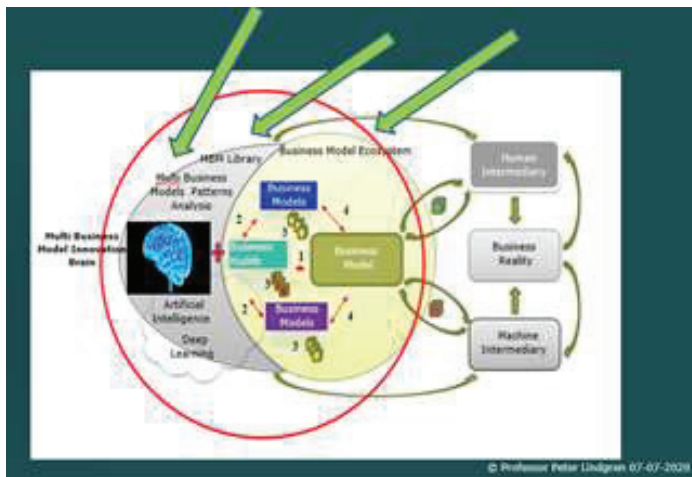 MBMI Library
Business Model Ecosystem
Multi Business
Models Patterns
Analysis
Multi Business
Model Innovation
Brain
Artificial
Intelligence
Deep
Learning
Business
Models
2
3
4
Business
Models
1
3
Business
Model
2
Business
Models
4
3
Human
Intermediary
Business
Reality
Machine
Intermediary
© Professor Peter Lindgren 07-07-2020